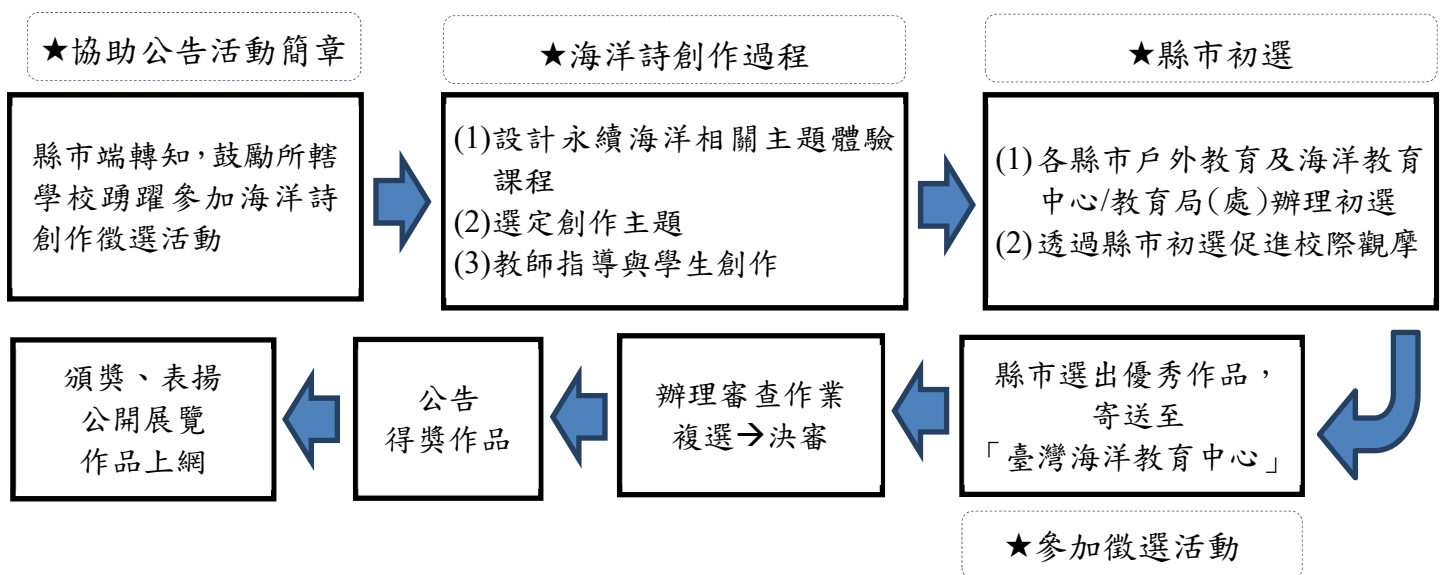 ★協助公告活動簡章
縣市端轉知，鼓勵所轄
學校踴躍參加海洋詩
創作徵選活動
★海洋詩創作過程
(1)設計永續海洋相關主題體驗
課程
(2)選定創作主題
(3)教師指導與學生創作
★縣市初選
(1)各縣市戶外教育及海洋教育
中心/教育局(處)辦理初選
(2)透過縣市初選促進校際觀摩
縣市選出優秀作品，
寄送至
「臺灣海洋教育中心」
★參加徵選活動
辦理審查作業
複選→決審
公告
得獎作品
頒獎、表揚
公開展覽
作品上網